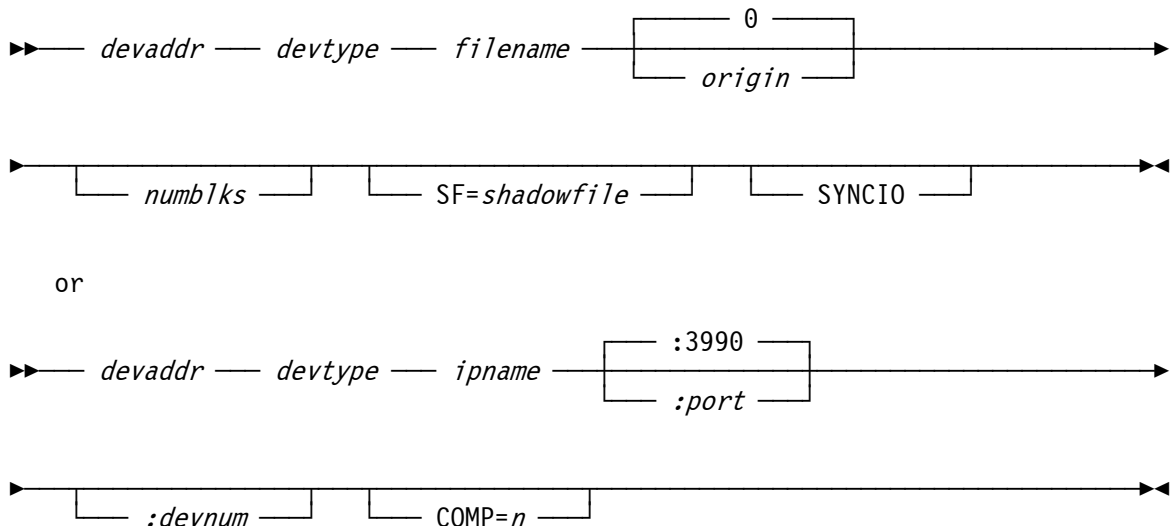 0
devaddr devtype filename
origin
numblks SF=shadowfile SYNCIO
or
:3990
devaddr devtype ipname
:port
:devnum COMP=n